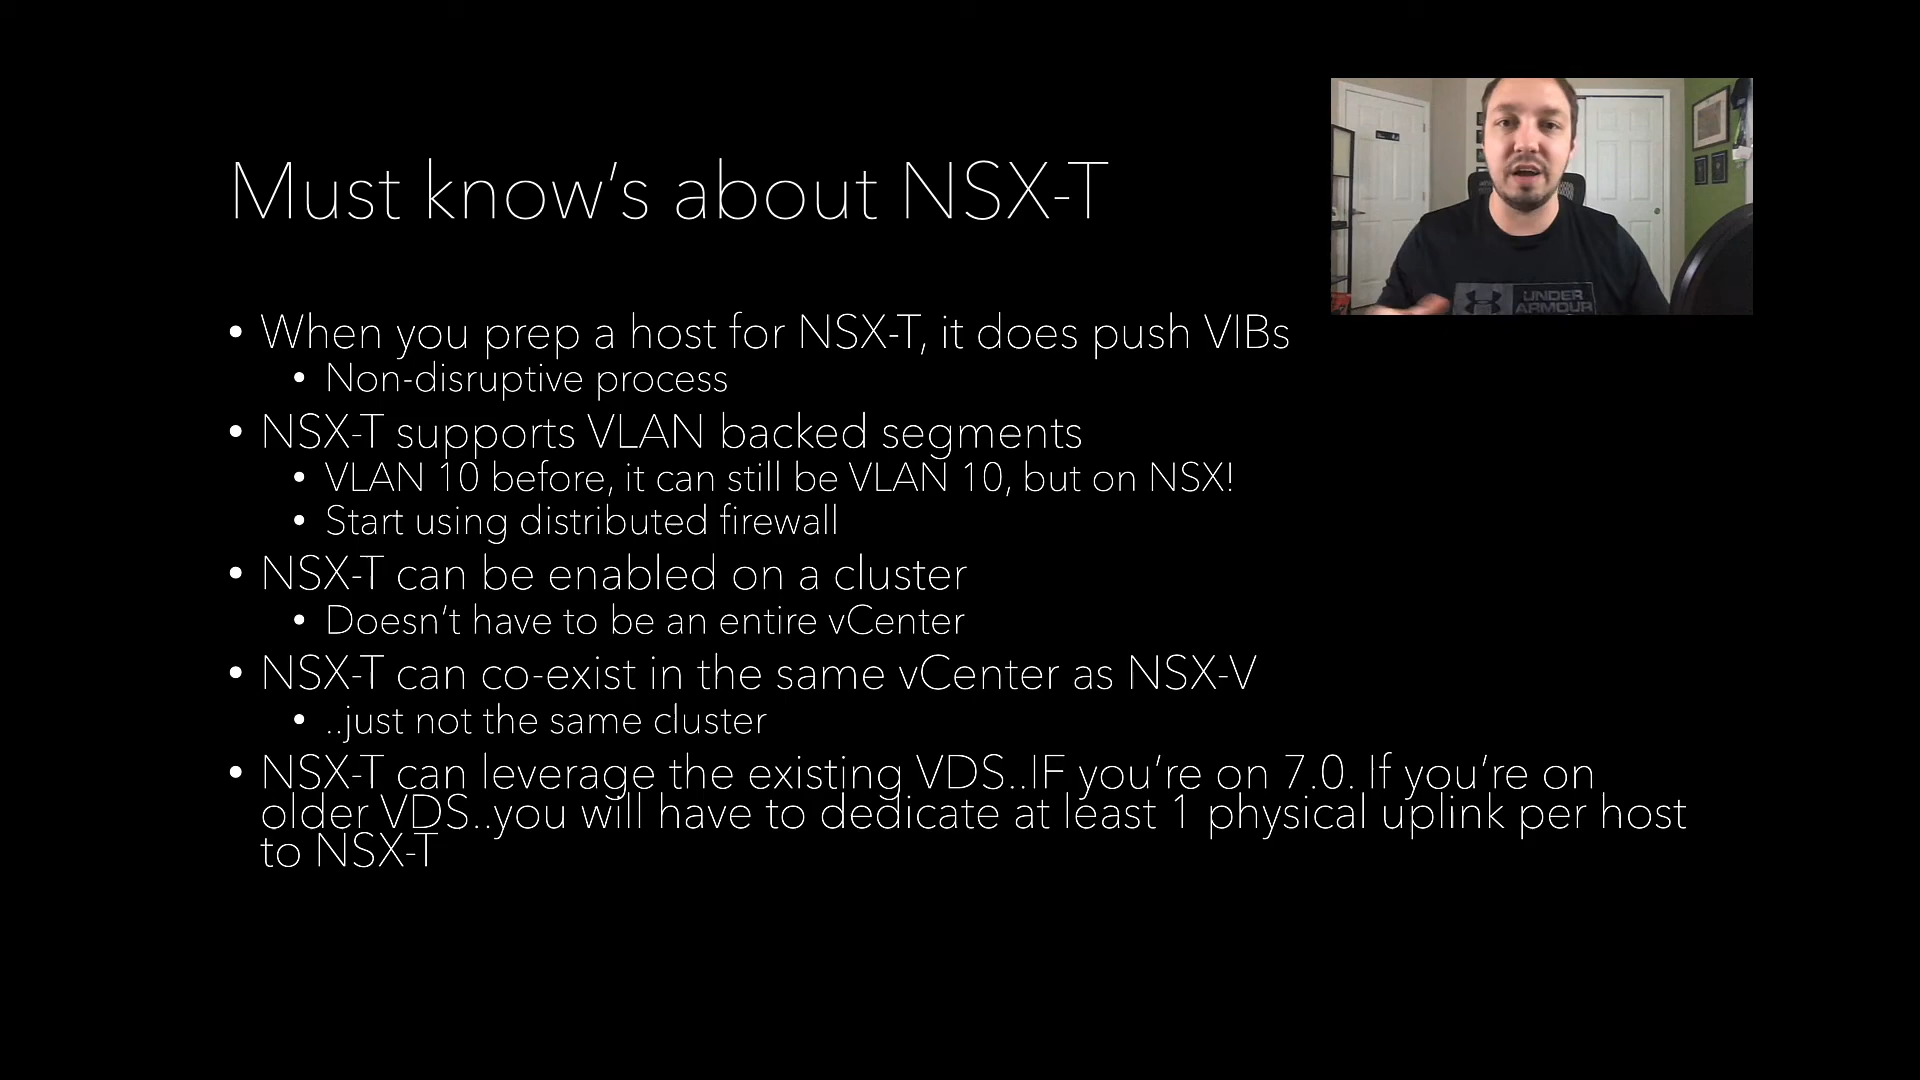 Must know’s about NSX-T
UNDER
ARMOUR
• When you prep a host for NSX-T, it does push VIBs
• Non-disruptive process
• NSX-T supports VLAN backed segments
• VLAN 10 before, it can still be VLAN 10, but on NSX!
• Start using distributed firewall
• NSX-T can be enabled on a cluster
• Doesn’t have to be an entire vCenter
• NSX-T can co-exist in the same vCenter as NSX-V
• ..just not the same cluster
• NSX-T can leverage the existing VDS..IF you’re on 7.0. If you’re on
older VDS..you will have to dedicate at least 1 physical uplink per host
to NSX-T